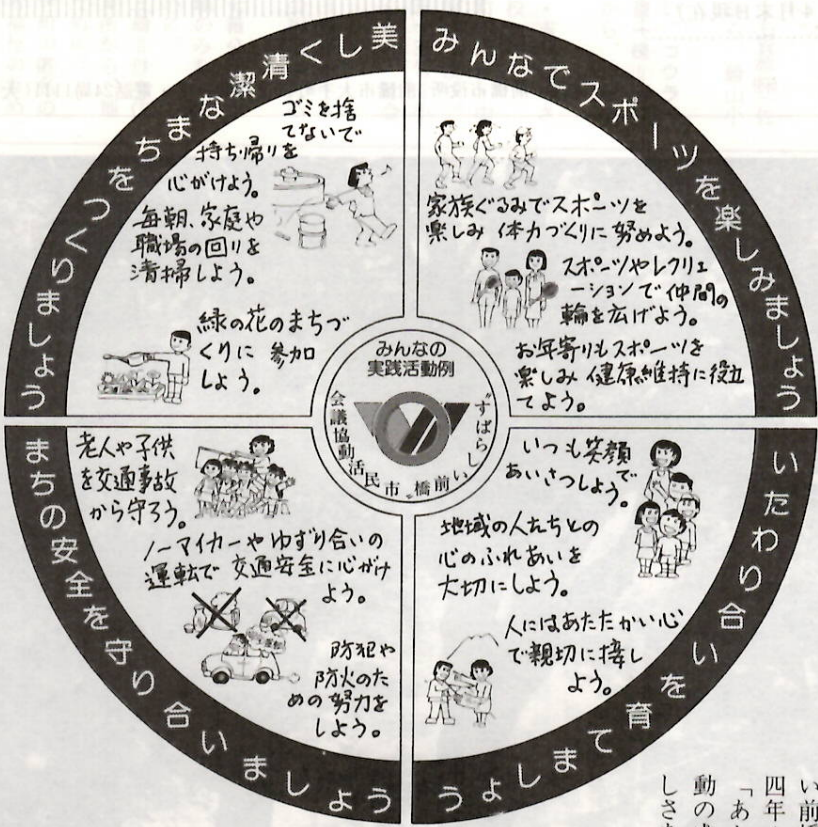 美しく清潔なまちをつくりましょう
ゴミを捨
てないで
持ち帰りを
心がけよう。
毎朝、家庭や
職場の回りを
清掃しよう。
緑の花のまちづ
くりに 参加
しよう。
みんなでスポーツを楽しみましょう
家族ぐるみでスポーツを
楽しみ 体力づくりに努めよう。
スポーツやレクリェ
ーションで仲間の
輪を広げよう。
お年寄りもスポーツを
楽しみ 健康維持に役立
てよう。
みんなの
実践活動例
"すばらしい前橋"市民活動協議会
まちの安全を守り合いましょう
老人や子供
を交通事故
から守ろう。
ノーマイカーやゆずり合いの
運転で 交通安全に心がけ
よう。
防犯や
防火のた
めの努力を
しよう。
いたわり合いを育てましょう
いつも笑顔で
あいさつしよう。
地域の人たちとの
心のふれあいを
大切にしよう。
人にはあたたかい心
で親切に接し
よう。
い前橋
四年
動の
しさ